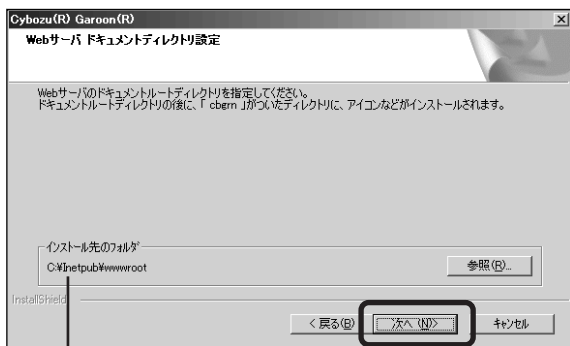 Cybozu(R) Garoon(R)
Webサーバ ドキュメントディレクトリ設定
Webサーバのドキュメントルートディレクトリを指定してください。
ドキュメントルートディレクトリの後に、「 cbgrn 」がついたディレクトリに、アイコンなどがインストールされます。
インストール先のフォルダ
C:¥Inetpub¥wwwroot
参照(R)...
InstallShield
< 戻る(B)
次へ (N)>
キャンセル